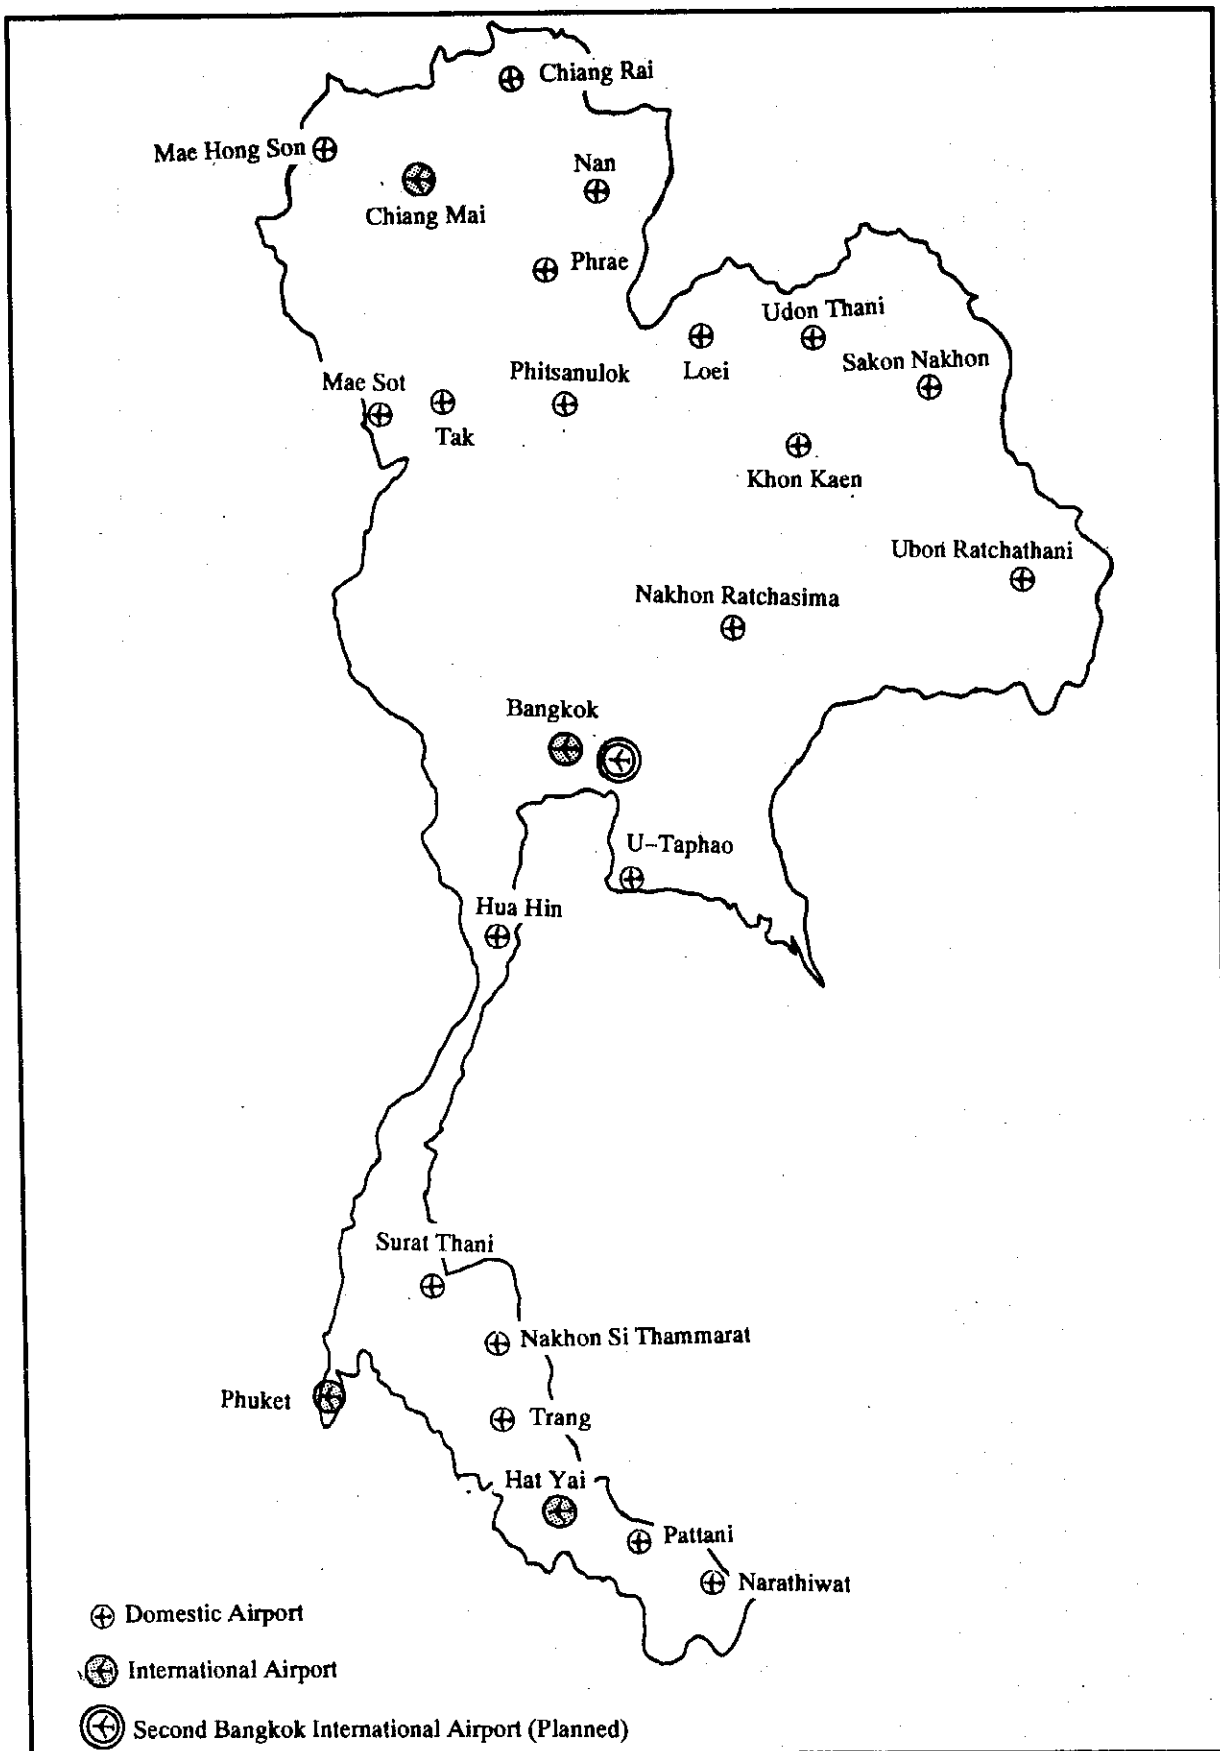 Chiang Rai
Mae Hong Son
Nan
Chiang Mai
Phrae
Udon Thani
Sakon Nakhon
Loei
Phitsanulok
Mae Sot
Tak
Khon Kaen
Ubon Ratchathani
Nakhon Ratchasima
Bangkok
U-Taphao
Hua Hin
Surat Thani
Nakhon Si Thammarat
Phuket
Trang
Hat Yai
Pattani
Narathiwat
Domestic Airport
International Airport
Second Bangkok International Airport (Planned)